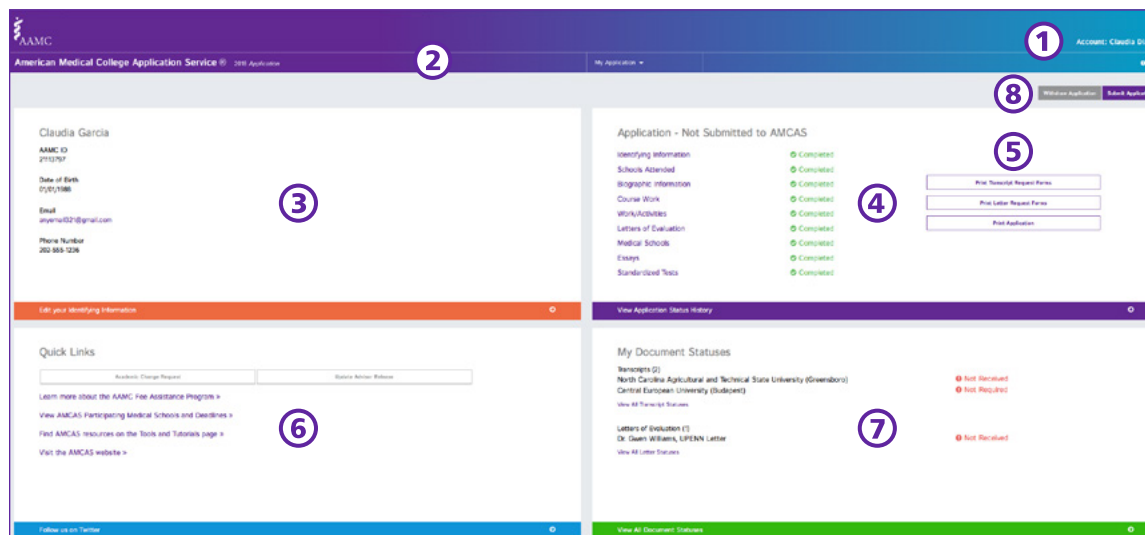 AAMC
1
Account: Claudia Di
American Medical College Application Service ® 2018 Application
2
My Application
8
Withdraw Application
Submit Applicat
Claudia Garcia
AAMC ID
Date of Birth
01/01/1988
Email
Phone Number
202-555-1236
3
Edit your Identifying Information
Application - Not Submitted to AMCAS
Identifying Information Completed
Schools Attended Completed
Biographic Information Completed
Course Work Completed
Work/Activities Completed
Letters of Evaluation Completed
Medical Schools Completed
Essays Completed
Standardized Tests Completed
4
5
Print Transcript Request Forms
Print Letter Request Forms
Print Application
View Application Status History
Quick Links
Academic Change Request
Update Advisor Release
Learn more about the AAMC Fee Assistance Program »
View AMCAS Participating Medical Schools and Deadlines »
Find AMCAS resources on the Tools and Tutorials page »
Visit the AMCAS website »
6
Follow us on Twitter
My Document Statuses
Transcripts (2)
North Carolina Agricultural and Technical State University (Greensboro) Not Received
Central European University (Budapest) Not Required
View All Transcript Statuses
Letters of Evaluation (1)
Dr. Gwen Williams, UPENN Letter Not Received
View All Letter Statuses
7
View All Document Statuses